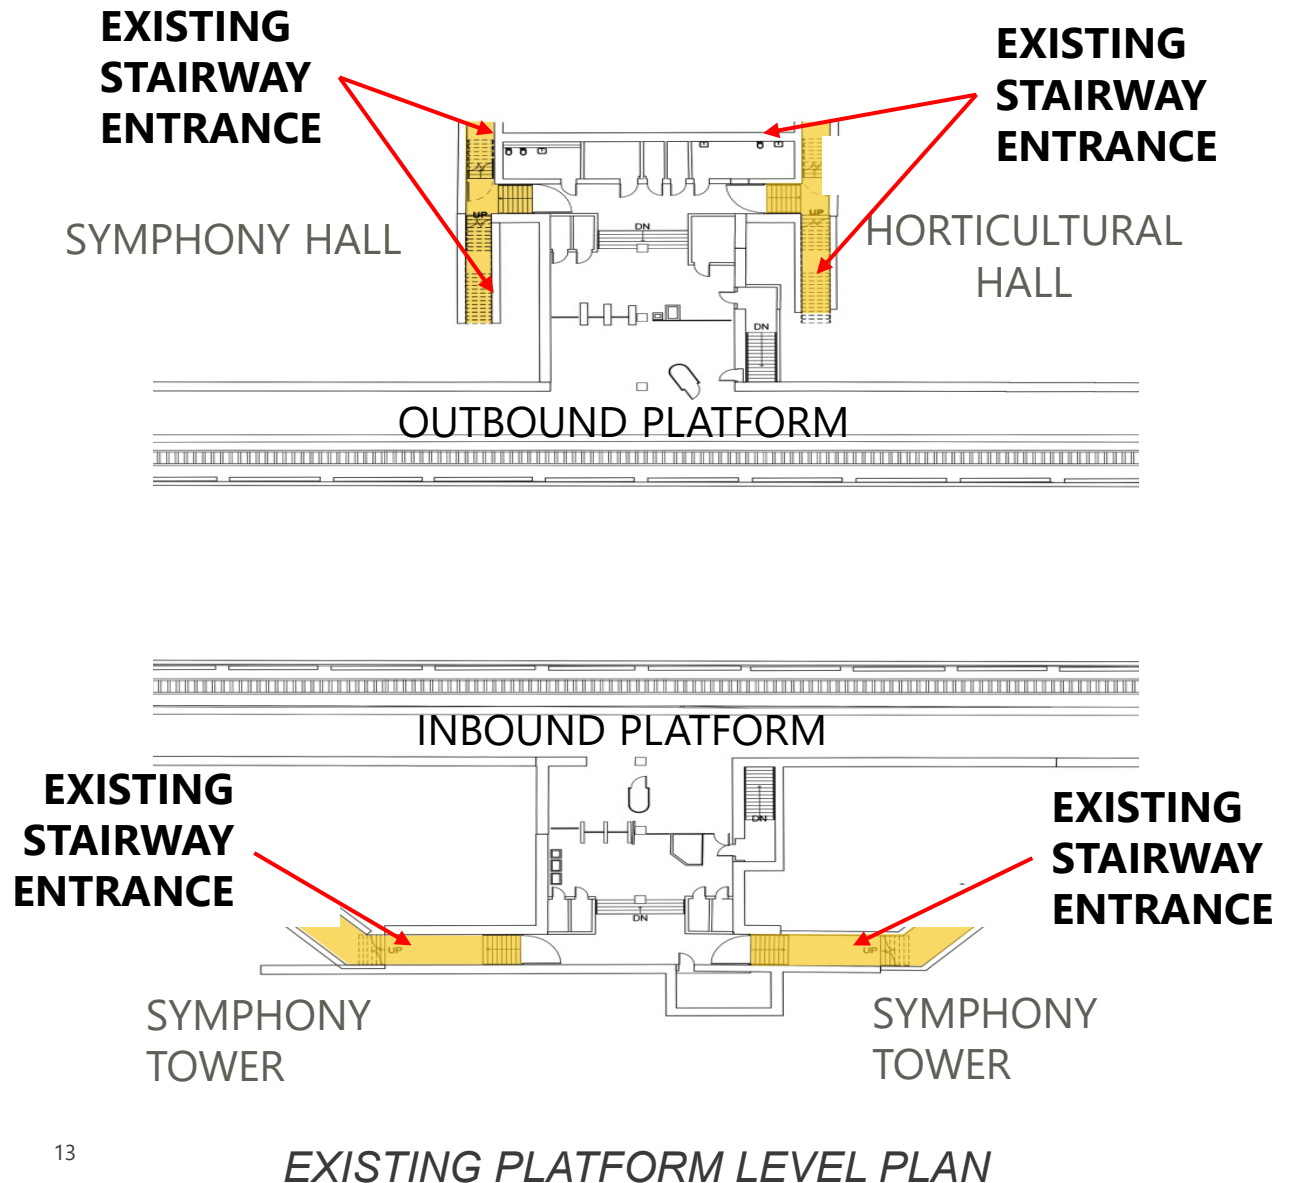 EXISTING
STAIRWAY
ENTRANCE
EXISTING
STAIRWAY
ENTRANCE
UP
UP
SYMPHONY HALL
DN
HORTICULTURAL
HALL
DN
OUTBOUND PLATFORM
INBOUND PLATFORM
EXISTING
STAIRWAY
ENTRANCE
EXISTING
STAIRWAY
ENTRANCE
DN
DN
UP
UP
SYMPHONY
TOWER
SYMPHONY
TOWER
13
EXISTING PLATFORM LEVEL PLAN